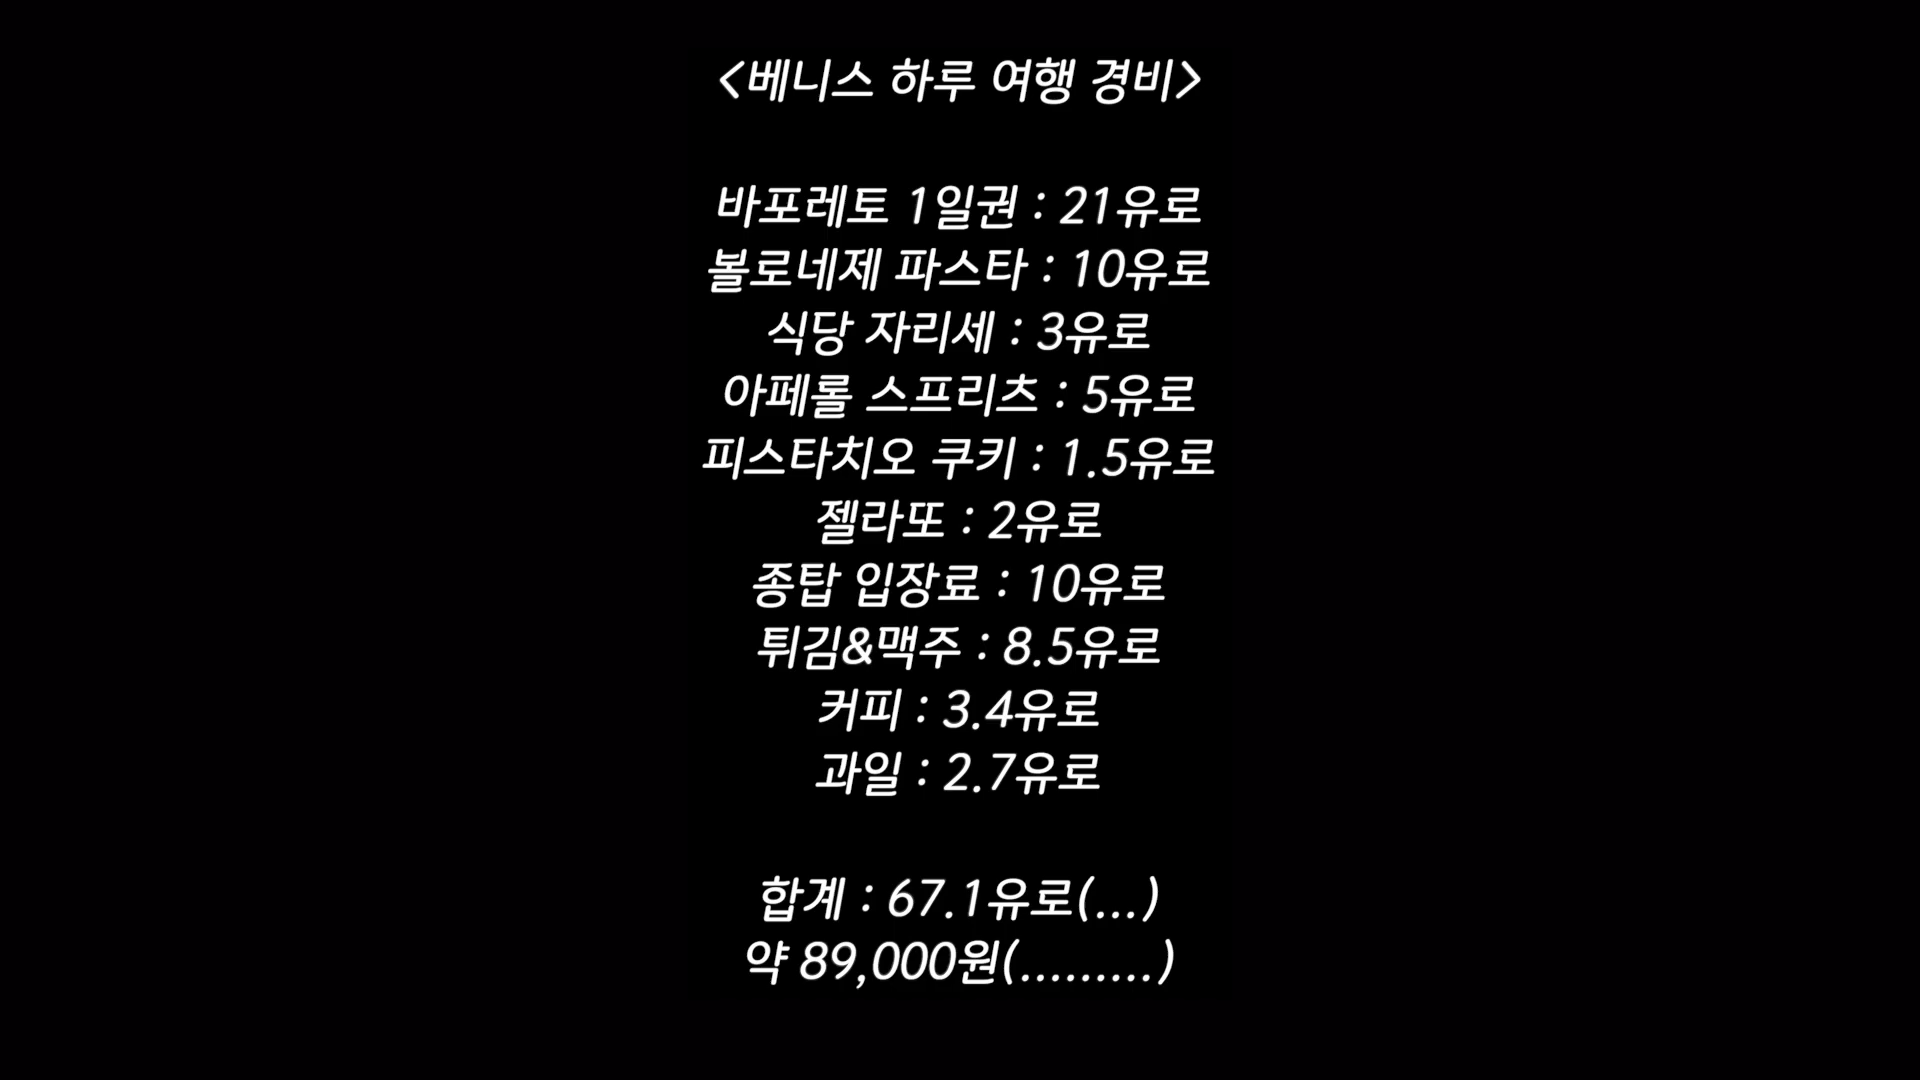 <베니스 하루 여행 경비>
바포레토 1일권 : 21유로
볼로네제 파스타 : 10유로
식당 자리세 : 3유로
아페롤 스프리츠 : 5유로
피스타치오 쿠키 : 1.5유로
젤라또 : 2유로
종탑 입장료 : 10유로
튀김&맥주 : 8.5유로
커피 : 3.4유로
과일 : 2.7유로
합계 : 67.1유로(...)
약 89,000원(.........)